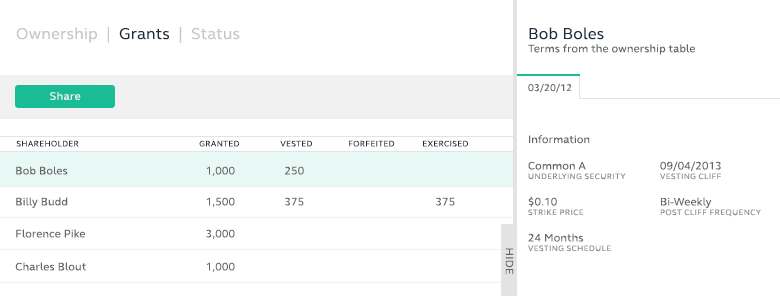 Ownership | Grants | Status
Share
SHAREHOLDER GRANTED VESTED FORFEITED EXERCISED
Bob Boles 1,000 250
Billy Budd 1,500 375 375
Florence Pike 3,000
Charles Blout 1,000
HIDE
Bob Boles
Terms from the ownership table
03/20/12
Information
Common A 09/04/2013
UNDERLYING SECURITY VESTING CLIFF
$0.10 Bi-Weekly
STRIKE PRICE POST CLIFF FREQUENCY
24 Months
VESTING SCHEDULE